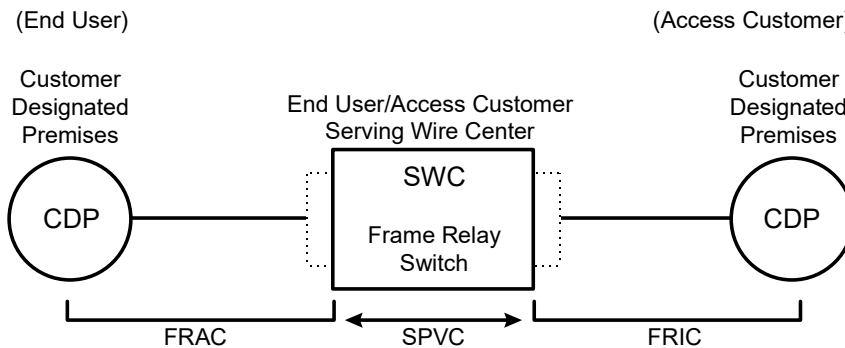 (End User)
(Access Customer)
Customer
Designated
Premises
End User/Access Customer
Serving Wire Center
Customer
Designated
Premises
CDP
SWC
Frame Relay
Switch
CDP
FRAC
SPVC
FRIC